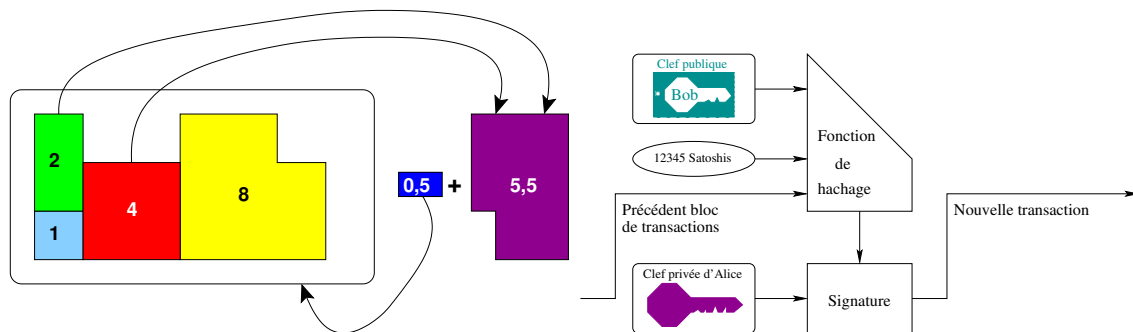 2
1
4
8
0,5
+
5,5
Clef publique
Bob
12345 Satoshis
Fonction
de
hachage
Précédent bloc
de transactions
Nouvelle transaction
Clef privée d'Alice
Signature